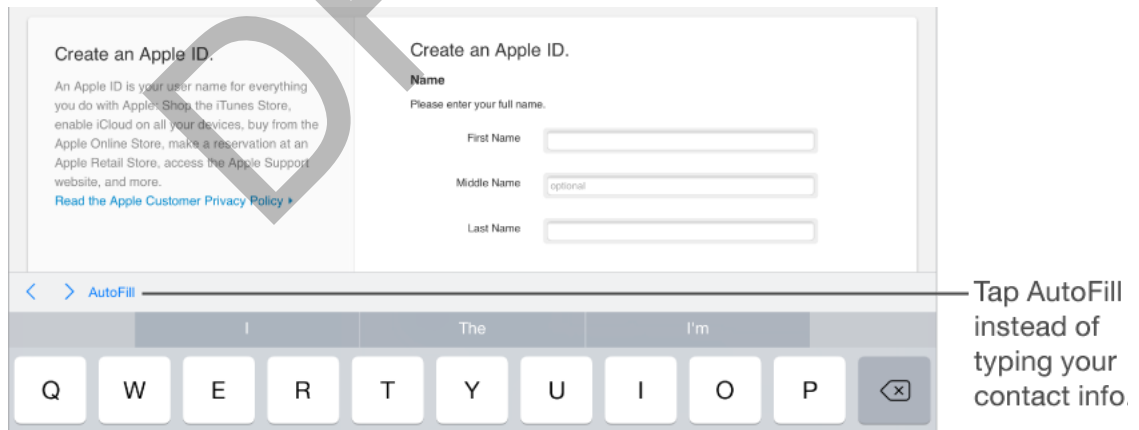 Create an Apple ID.
An Apple ID is your user name for everything
you do with Apple: Shop the iTunes Store,
enable iCloud on all your devices, buy from the
Apple Online Store, make a reservation at an
Apple Retail Store, access the Apple Support
website, and more.
Read the Apple Customer Privacy Policy
Create an Apple ID.
Name
Please enter your full name.
First Name
Middle Name optional
Last Name
AutoFill
Tap AutoFill
instead of
typing your
contact info.
I The I'm
Q W E R T Y U I O P